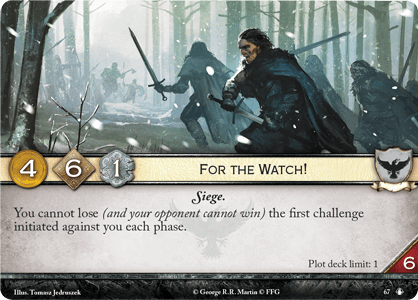 4 6 1 FOR THE WATCH!
Siege.
You cannot lose (and your opponent cannot win) the first challenge
initiated against you each phase.
Plot deck limit: 1
6
Illus. Tomasz Jedruszek © George R.R. Martin © FFG 67